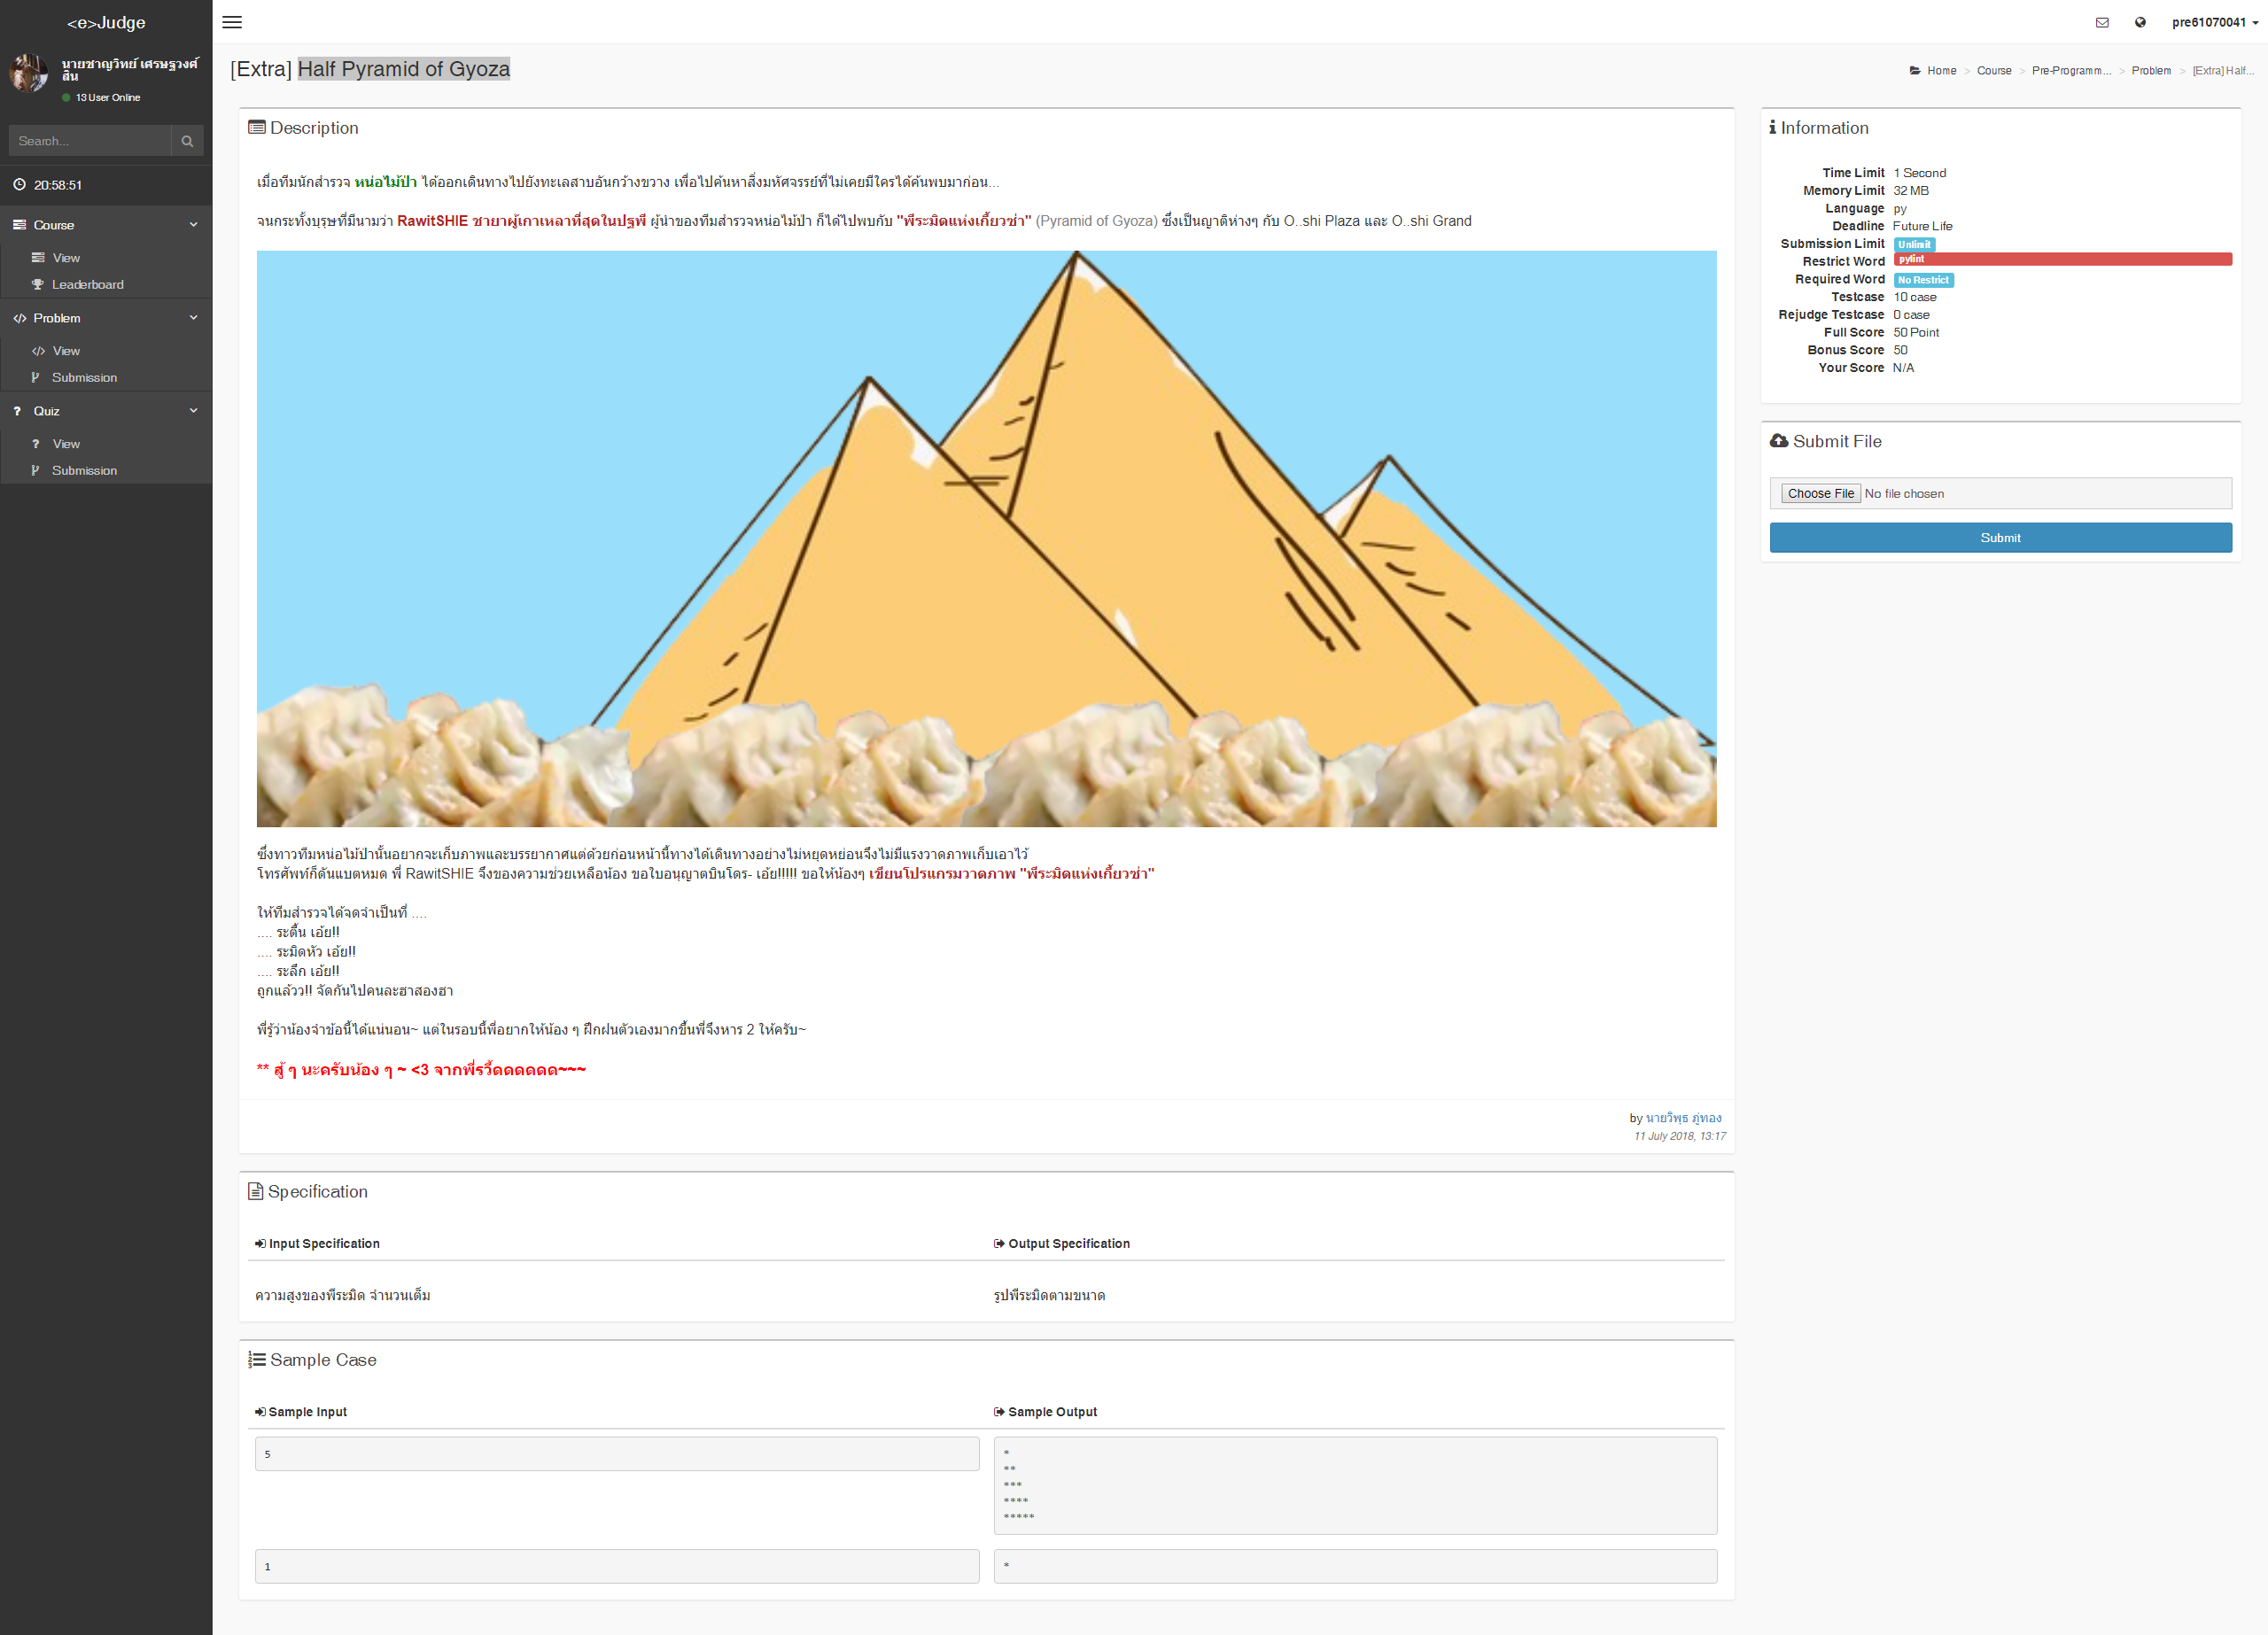 <e>Judge
pre61070041
นายชาญวิทย์ เศรษฐวงศ์
สิน
13 User Online
Search...
20:58:51
Course
View
Leaderboard
Problem
View
Submission
Quiz
View
Submission
[Extra] Half Pyramid of Gyoza
Home > Course > Pre-Programm... > Problem > [Extra] Half...
Description
เมื่อทีมนักสำรวจ หน่อไม้ป่า ได้ออกเดินทางไปยังทะเลสาบอันกว้างขวาง เพื่อไปค้นหาสิ่งมหัศจรรย์ที่ไม่เคยมีใครได้ค้นพบมาก่อน...
จนกระทั้งบุรุษที่มีนามว่า RawitSHIE ชายาผู้เกาเหลาที่สุดในปฐพี ผู้นำของทีมสำรวจหน่อไม้ป่า ก็ได้ไปพบกับ "พีระมิดแห่งเกี๊ยวซ่า" (Pyramid of Gyoza) ซึ่งเป็นญาติห่างๆ กับ O..shi Plaza และ O..shi Grand
ซึ่งทาวทีมหน่อไม้ป่านั้นอยากจะเก็บภาพและบรรยากาศแต่ด้วยก่อนหน้านี้ทางได้เดินทางอย่างไม่หยุดหย่อนจึงไม่มีแรงวาดภาพเก็บเอาไว้
โทรศัพท์ก็ดันแบตหมด พี่ RawitSHIE จึงของความช่วยเหลือน้อง ขอใบอนุญาตบินโดร- เอ้ย!!!!! ขอให้น้องๆ เขียนโปรแกรมวาดภาพ "พีระมิดแห่งเกี๊ยวซ่า"
ให้ทีมสำรวจได้จดจำเป็นที่ ....
.... ระตื้น เอ้ย!!
.... ระมิดหัว เอ้ย!!
.... ระลึก เอ้ย!!
ถูกแล้วว!! จัดกันไปคนละฮาสองฮา
พี่รู้ว่าน้องจำข้อนี้ได้แน่นอน~ แต่ในรอบนี้พี่อยากให้น้อง ๆ ฝึกฝนตัวเองมากขึ้นพี่จึงหาร 2 ให้ครับ~
** สู้ ๆ นะครับน้อง ๆ ~ <3 จากพี่รวี้ดดดดดด~~~
by นายวิพุธ ภู่ทอง
11 July 2018, 13:17
Specification
Input Specification
Output Specification
ความสูงของพีระมิด จำนวนเต็ม
รูปพีระมิดตามขนาด
Sample Case
Sample Input
Sample Output
5
*
**
***
****
*****
1
*
Information
Time Limit 1 Second
Memory Limit 32 MB
Language py
Deadline Future Life
Submission Limit Unlimit
Restrict Word pylint
Required Word No Restrict
Testcase 10 case
Rejudge Testcase 0 case
Full Score 50 Point
Bonus Score 50
Your Score N/A
Submit File
Choose File No file chosen
Submit